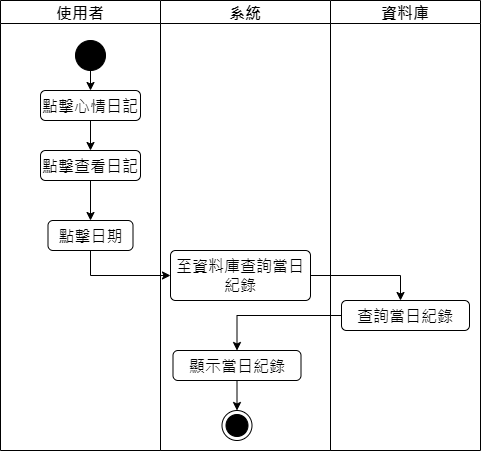 使用者
系統
資料庫
點擊心情日記
點擊查看日記
點擊日期
至資料庫查詢當日
紀錄
查詢當日紀錄
顯示當日紀錄